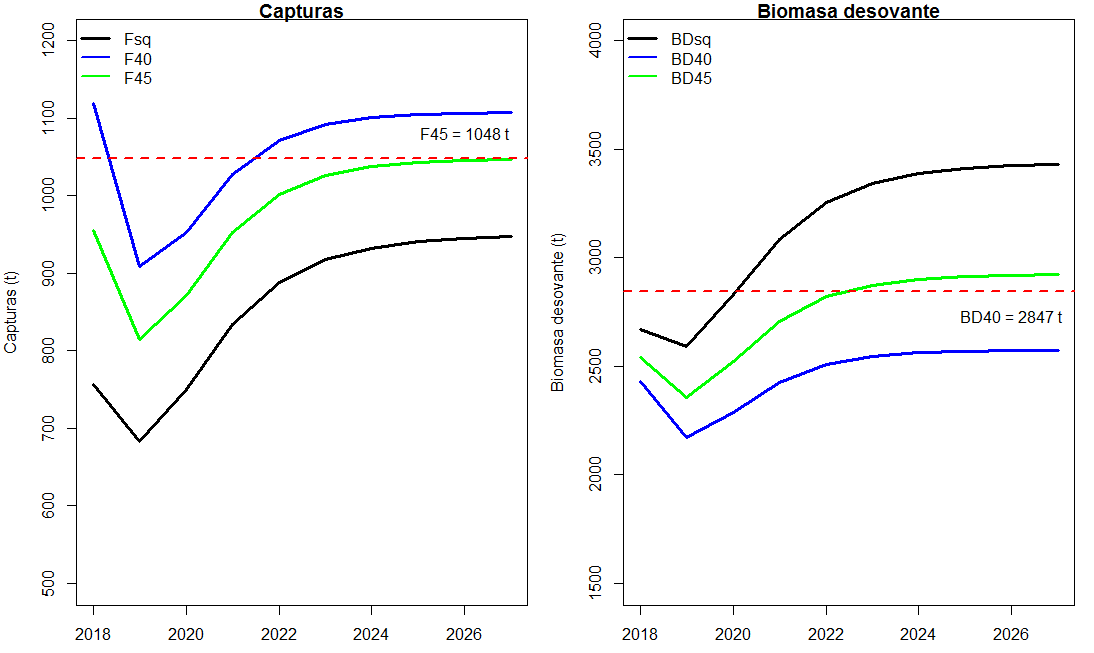 Capturas
Fsq
F40
F45
F45 = 1048 t
Capturas (t)
1200
1100
1000
900
800
700
600
500
2018 2020 2022 2024 2026
Biomasa desovante
BDsq
BD40
BD45
BD40 = 2847 t
Biomasa desovante (t)
4000
3500
3000
2500
2000
1500
2018 2020 2022 2024 2026